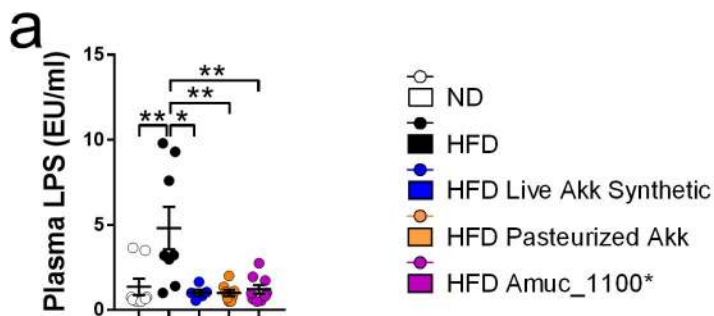 a
Plasma LPS (EU/ml)
15
10
5
0
**
**
** *
ND
HFD
HFD Live Akk Synthetic
HFD Pasteurized Akk
HFD Amuc_1100*